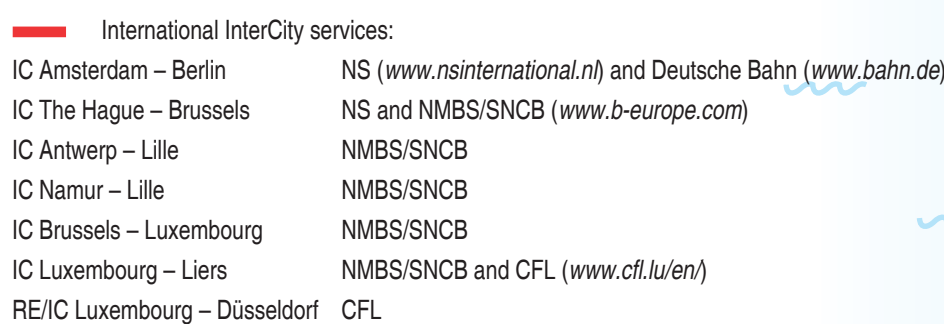 International InterCity services:
IC Amsterdam – Berlin NS (www.nsinternational.nl) and Deutsche Bahn (www.bahn.de)
IC The Hague – Brussels NS and NMBS/SNCB (www.b-europe.com)
IC Antwerp – Lille NMBS/SNCB
IC Namur – Lille NMBS/SNCB
IC Brussels – Luxembourg NMBS/SNCB
IC Luxembourg – Liers NMBS/SNCB and CFL (www.cfl.lu/en/)
RE/IC Luxembourg – Düsseldorf CFL